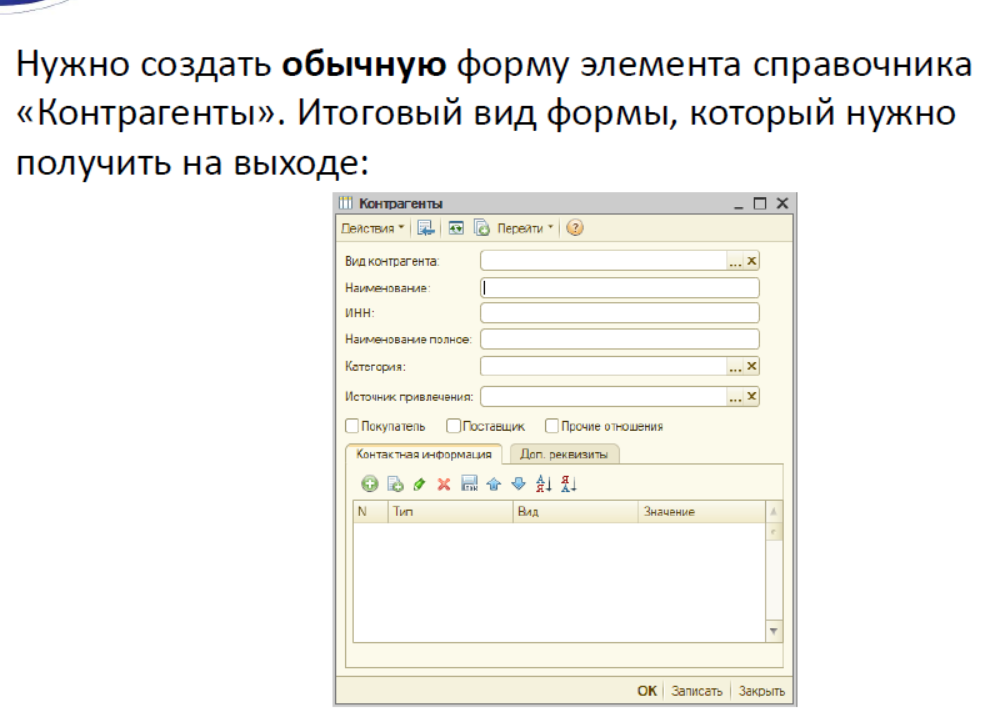 Нужно создать обычную форму элемента справочника
«Контрагенты». Итоговый вид формы, который нужно
получить на выходе:
Контрагенты
Действия Перейти
Вид контрагента:
Наименование:
ИНН:
Наименование полное:
Категория:
Источник привлечения:
Покупатель Поставщик Прочие отношения
Контактная информация Доп. реквизиты
N Тип Вид Значение
OK Записать Закрыть